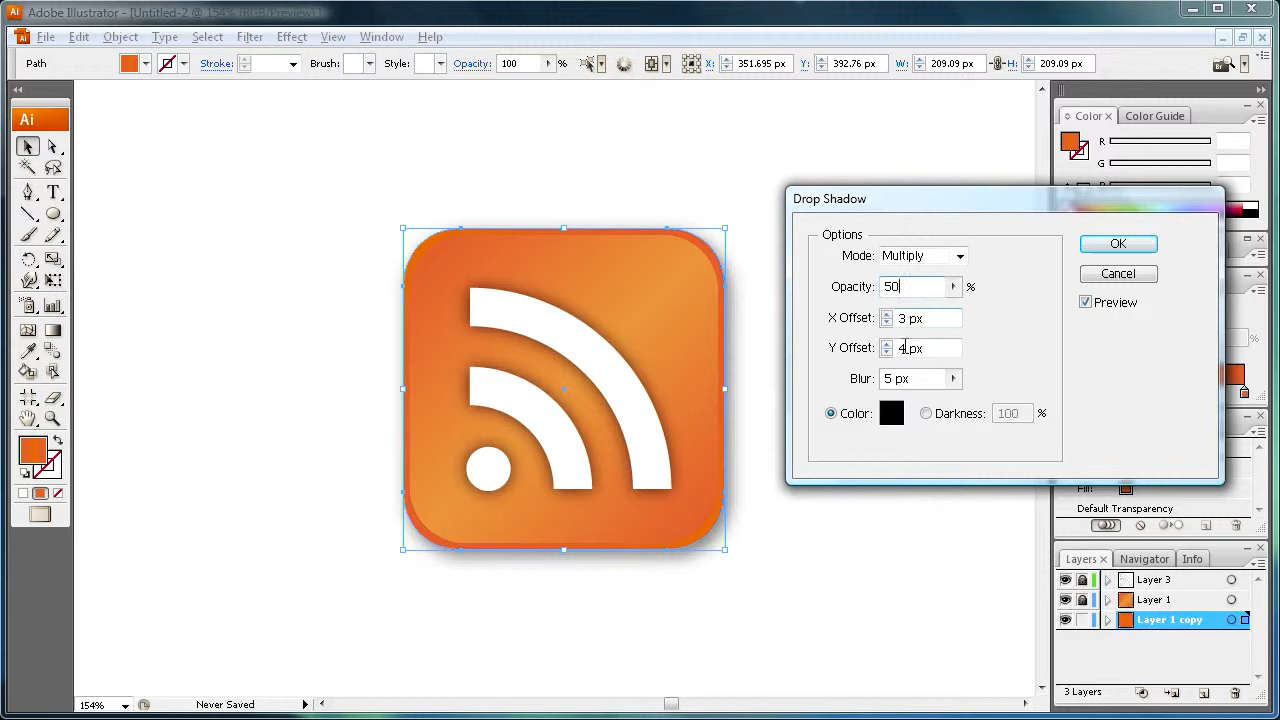 Adobe Illustrator - [Untitled-2 @ 154% (RGB/Preview) ]
File Edit Object Type Select Filter Effect View Window Help
Path Stroke: Brush: Style: Opacity: 100 % X: 351.695 px Y: 392.76 px W: 209.09 px H: 209.09 px
Ai
Color Color Guide
R
G
Drop Shadow
Options
Mode: Multiply
Opacity: 50 %
X Offset: 3 px
Y Offset: 4 px
Blur: 5 px
Color: Darkness: 100 %
OK
Cancel
Preview
%
Fill:
Default Transparency
Layers Navigator Info
Layer 3
Layer 1
Layer 1 copy
3 Layers
154% Never Saved